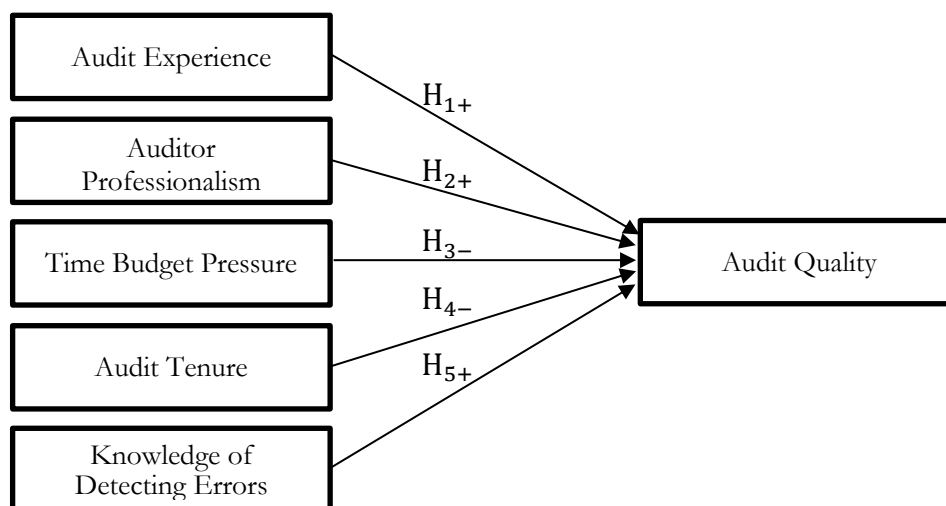 Audit Experience
H₁₊
Auditor
Professionalism
H₂₊
Time Budget Pressure
H₃₋
Audit Quality
H₄₋
Audit Tenure
H₅₊
Knowledge of
Detecting Errors